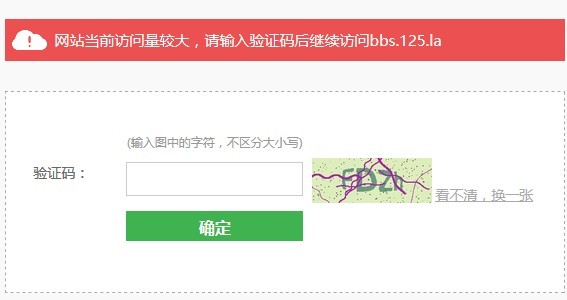 网站当前访问量较大，请输入验证码后继续访问bbs.125.la
(输入图中的字符，不区分大小写)
验证码：
看不清，换一张
确定